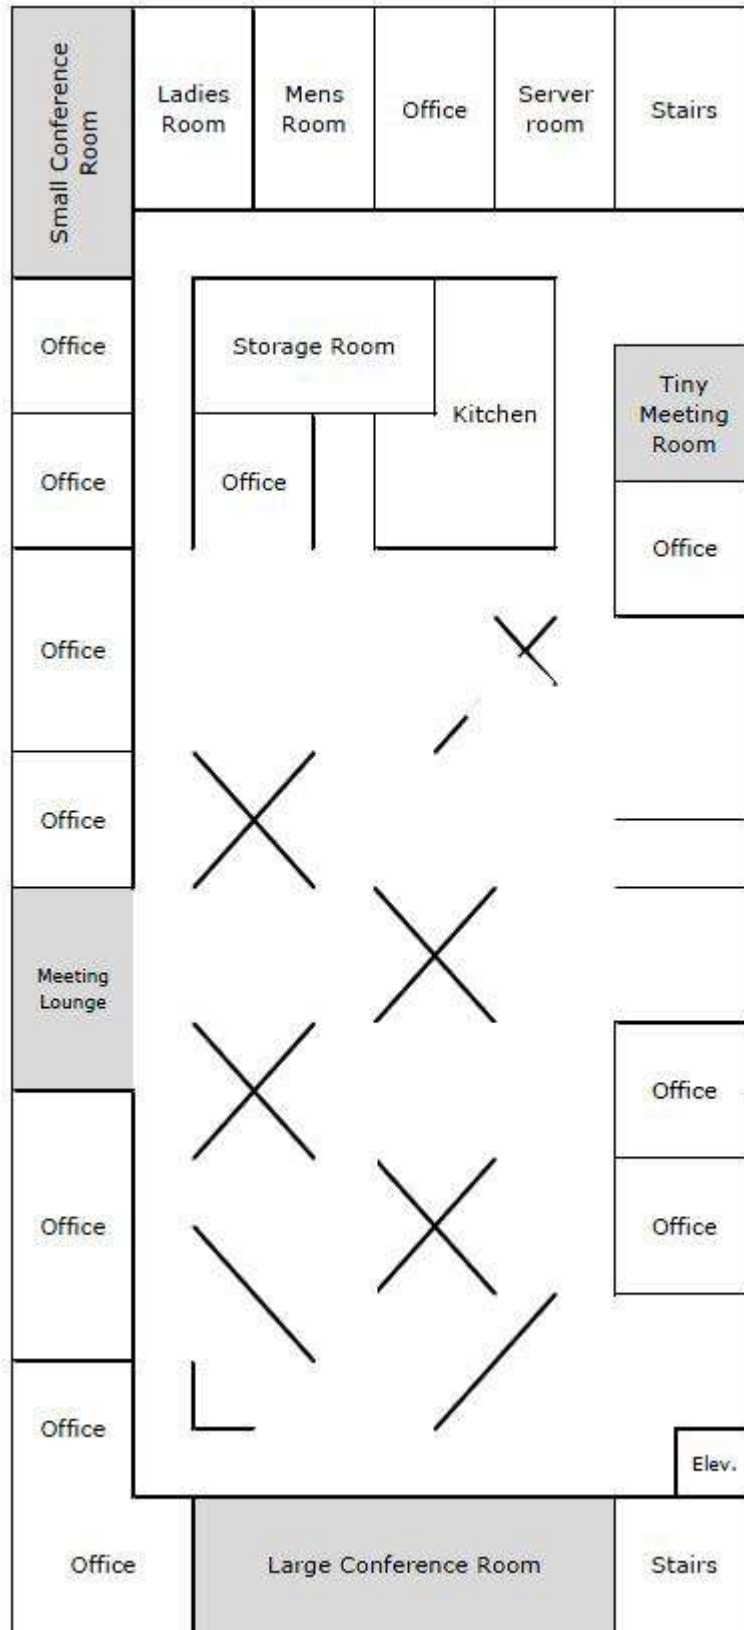 Small Conference
Room
Ladies
Room
Mens
Room
Office
Server
room
Stairs
Office
Storage Room
Tiny
Meeting
Room
Kitchen
Office
Office
Office
Office
Office
Meeting
Lounge
Office
Office
Office
Office
Elev.
Office
Large Conference Room
Stairs